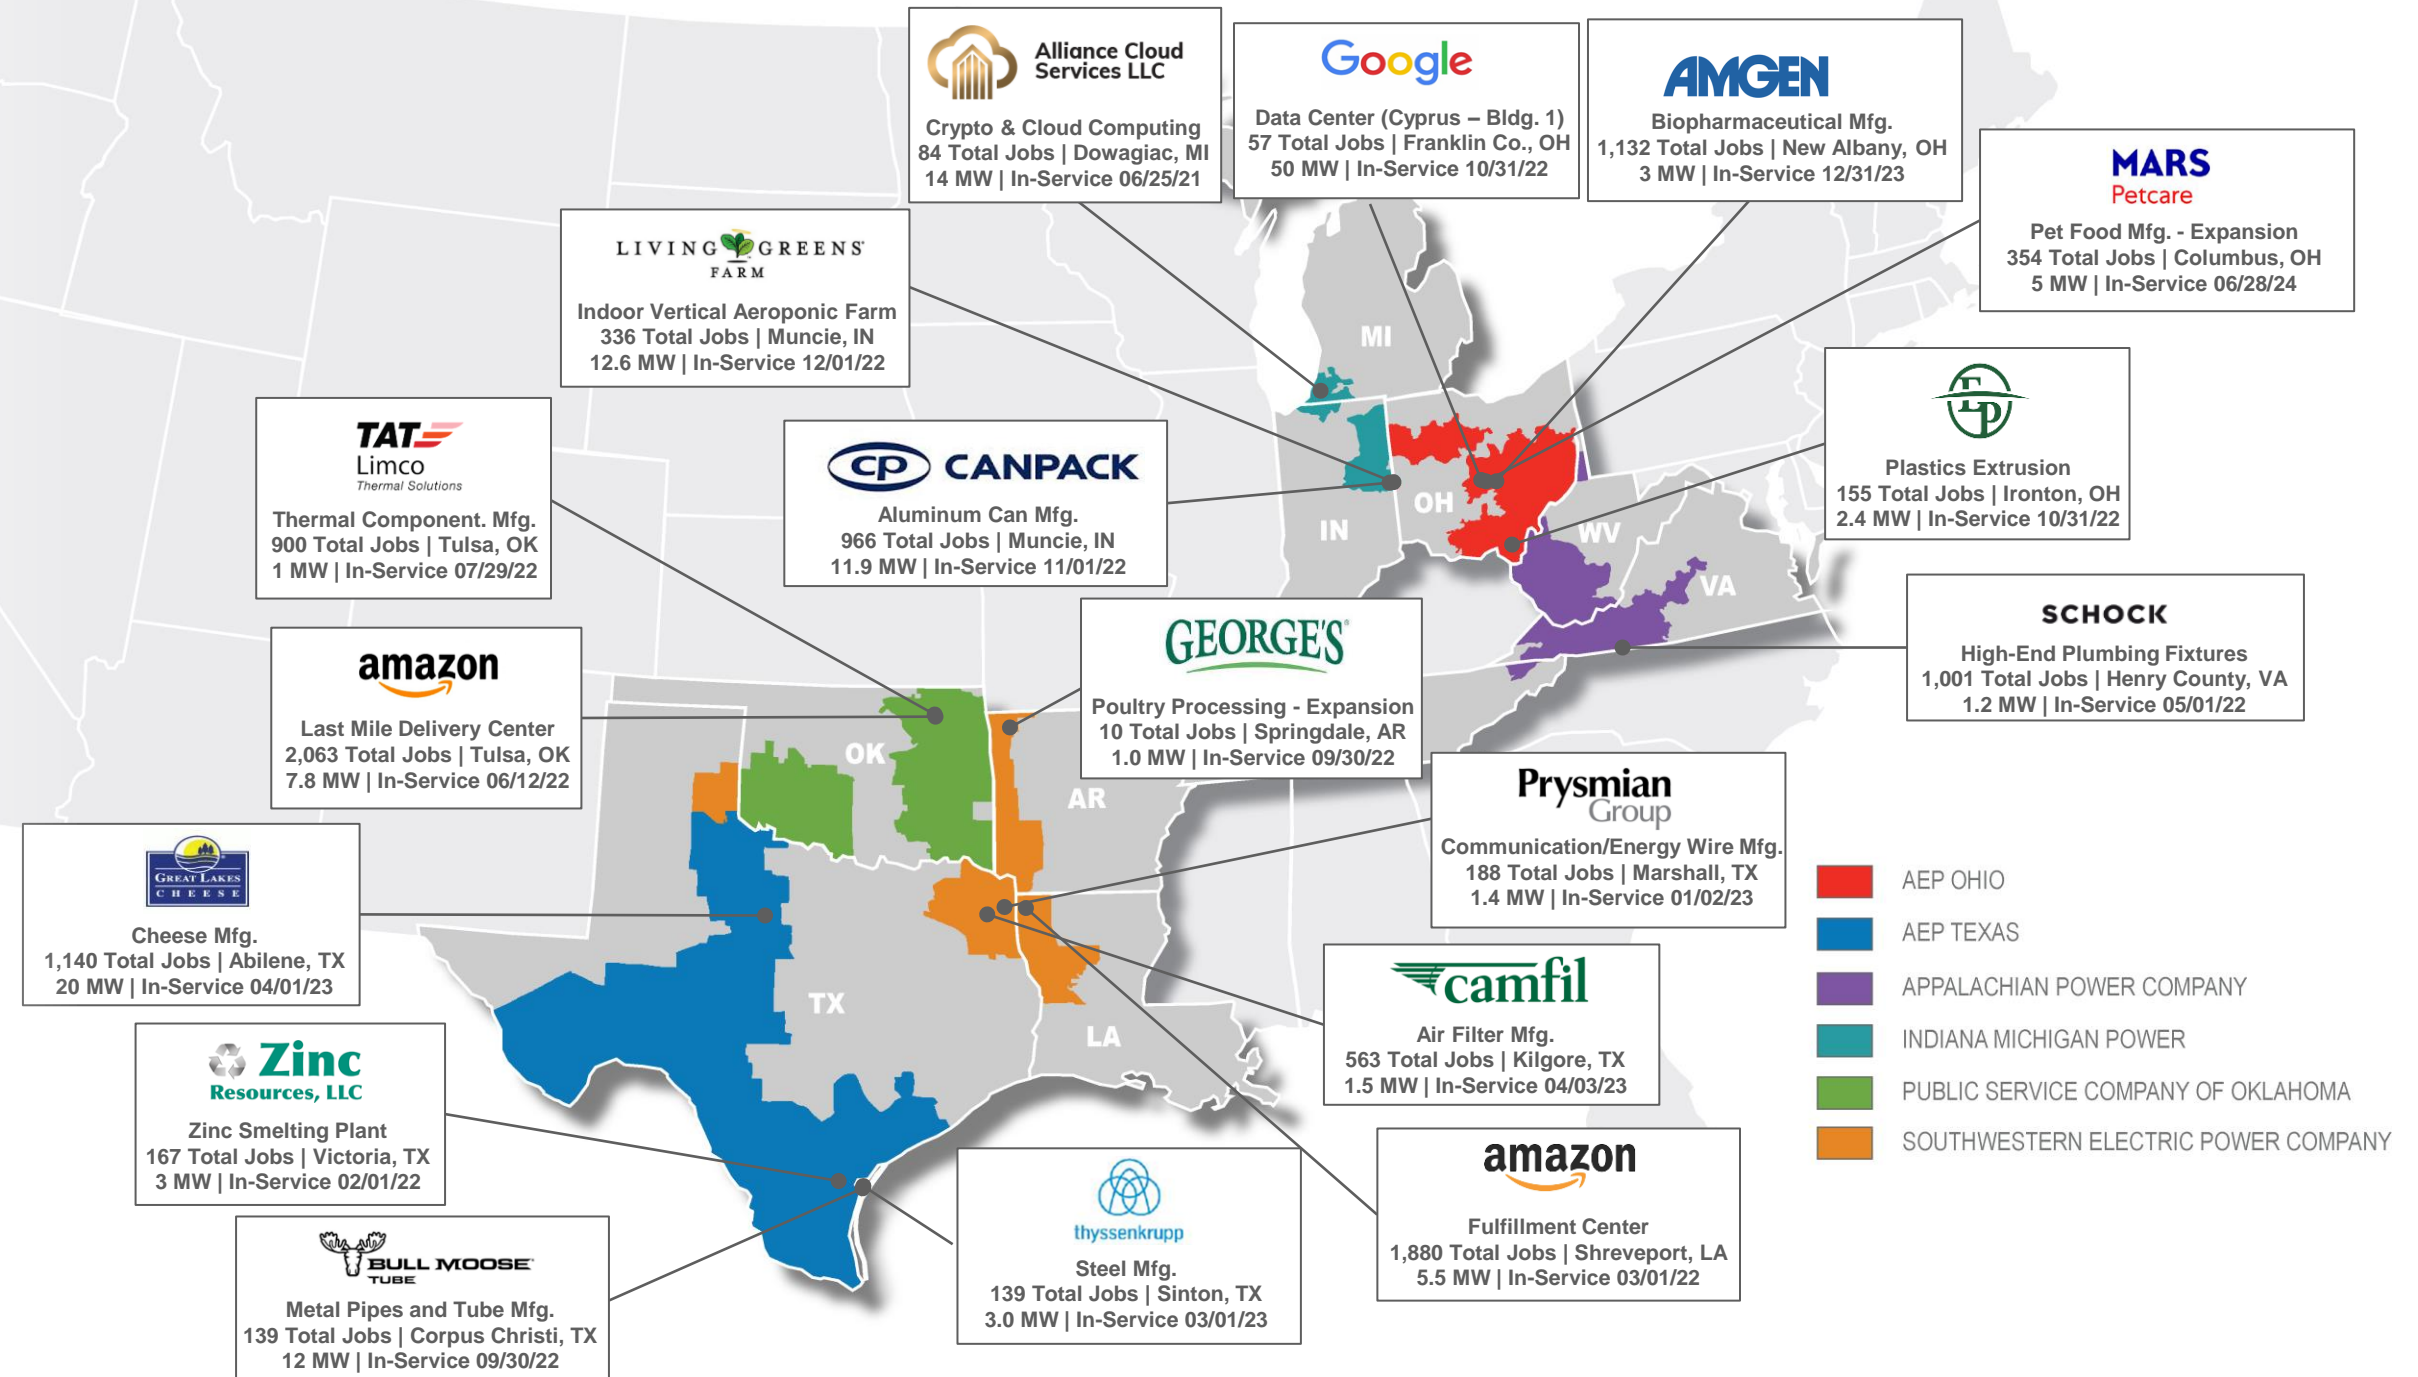 Alliance Cloud
Services LLC
Crypto & Cloud Computing
84 Total Jobs | Dowagiac, MI
14 MW | In-Service 06/25/21
Google
Data Center (Cyprus – Bldg. 1)
57 Total Jobs | Franklin Co., OH
50 MW | In-Service 10/31/22
AMGEN
Biopharmaceutical Mfg.
1,132 Total Jobs | New Albany, OH
3 MW | In-Service 12/31/23
MARS
Petcare
Pet Food Mfg. - Expansion
354 Total Jobs | Columbus, OH
5 MW | In-Service 06/28/24
LIVING GREENS
FARM
Indoor Vertical Aeroponic Farm
336 Total Jobs | Muncie, IN
12.6 MW | In-Service 12/01/22
EP
Plastics Extrusion
155 Total Jobs | Ironton, OH
2.4 MW | In-Service 10/31/22
TAT
Limco
Thermal Solutions
Thermal Component. Mfg.
900 Total Jobs | Tulsa, OK
1 MW | In-Service 07/29/22
CP CANPACK
Aluminum Can Mfg.
966 Total Jobs | Muncie, IN
11.9 MW | In-Service 11/01/22
MI
OH
IN
WV
VA
SCHOCK
High-End Plumbing Fixtures
1,001 Total Jobs | Henry County, VA
1.2 MW | In-Service 05/01/22
amazon
Last Mile Delivery Center
2,063 Total Jobs | Tulsa, OK
7.8 MW | In-Service 06/12/22
GEORGE'S®
Poultry Processing - Expansion
10 Total Jobs | Springdale, AR
1.0 MW | In-Service 09/30/22
OK
AR
Prysmian
Group
Communication/Energy Wire Mfg.
188 Total Jobs | Marshall, TX
1.4 MW | In-Service 01/02/23
GREAT LAKES
CHEESE
Cheese Mfg.
1,140 Total Jobs | Abilene, TX
20 MW | In-Service 04/01/23
AEP OHIO
AEP TEXAS
APPALACHIAN POWER COMPANY
INDIANA MICHIGAN POWER
PUBLIC SERVICE COMPANY OF OKLAHOMA
SOUTHWESTERN ELECTRIC POWER COMPANY
TX
LA
camfil
Air Filter Mfg.
563 Total Jobs | Kilgore, TX
1.5 MW | In-Service 04/03/23
Zinc
Resources, LLC
Zinc Smelting Plant
167 Total Jobs | Victoria, TX
3 MW | In-Service 02/01/22
amazon
Fulfillment Center
1,880 Total Jobs | Shreveport, LA
5.5 MW | In-Service 03/01/22
thyssenkrupp
Steel Mfg.
139 Total Jobs | Sinton, TX
3.0 MW | In-Service 03/01/23
BULL MOOSE
TUBE
Metal Pipes and Tube Mfg.
139 Total Jobs | Corpus Christi, TX
12 MW | In-Service 09/30/22